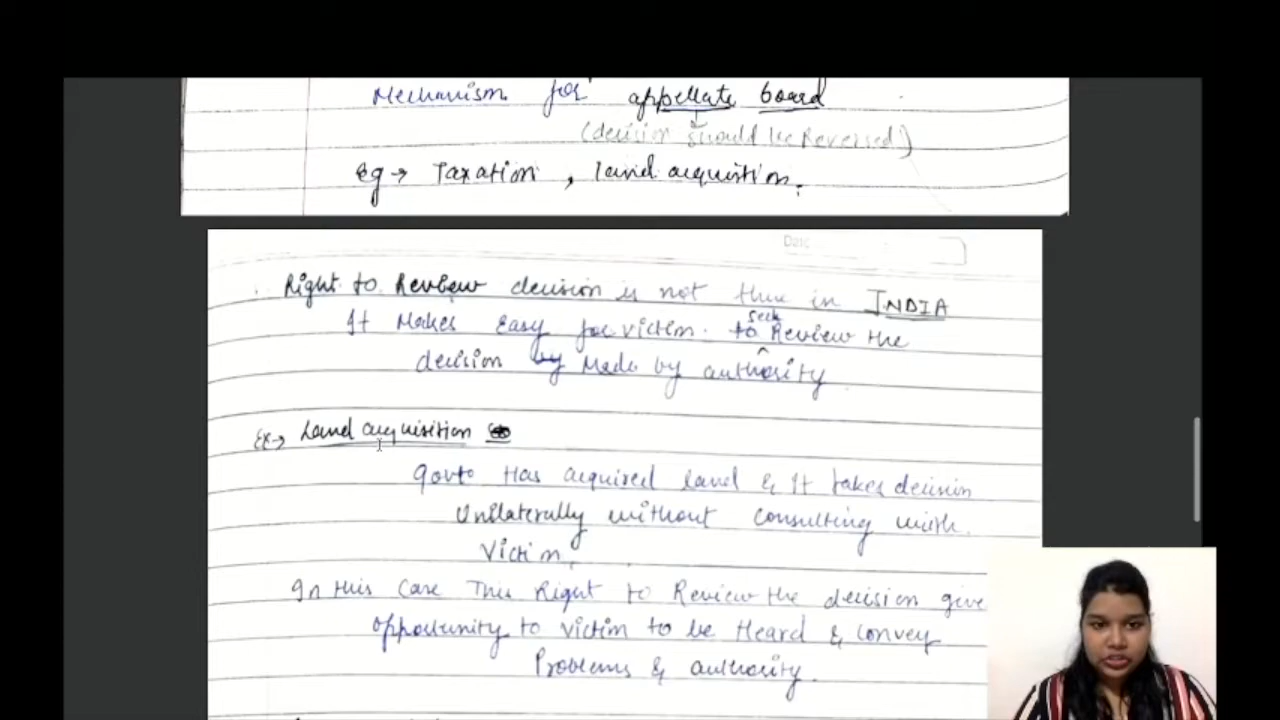 Mechanism for appellate board
(decision should be Reversed)
Eg → Taxation, land acquisition.
Date
Right to Review decision is not there in INDIA
It Makes Easy for victim to seek Review the
decision by Made by authority
Ex→ Land acquisition
Govt Has acquired land & It takes decision
Unilaterally without consulting with
Victim.
In this case This Right to Review the decision give
opportunity to victim to be Heard & convey
Problems & authority.